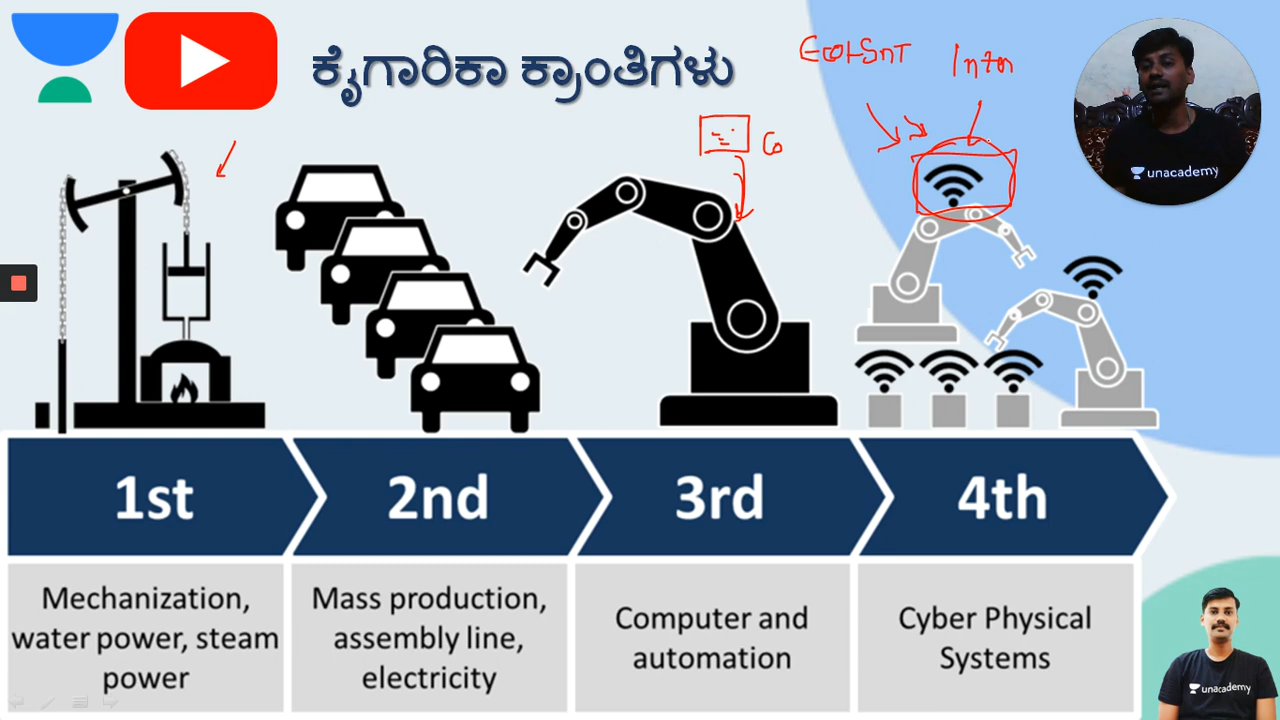 ಕೈಗಾರಿಕಾ ಕ್ರಾಂತಿಗಳು
unacademy
1st
2nd
3rd
4th
Mechanization,
water power, steam
power
Mass production,
assembly line,
electricity
Computer and
automation
Cyber Physical
Systems
unacademy